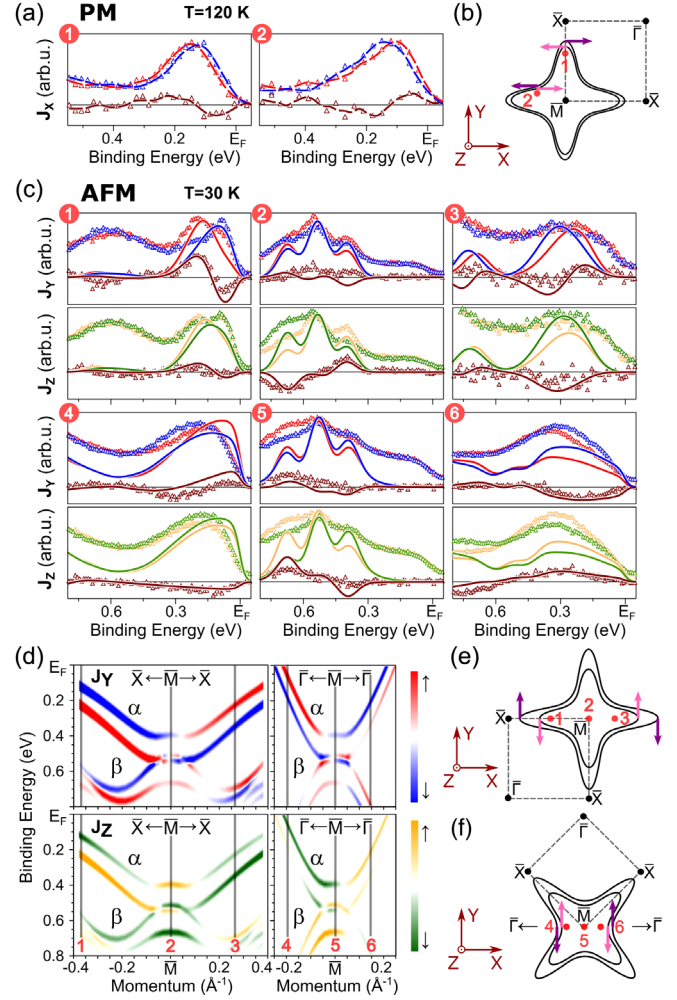 (a) PM T=120 K
1
2
J_X (arb.u.)
0.4 0.2 E_F
0.4 0.2 E_F
Binding Energy (eV)
Binding Energy (eV)
(b)
X̄ Γ̄
1
2
M̄ X̄
Y
Z X
(c) AFM T=30 K
1
2
3
J_Y (arb.u.)
J_Z (arb.u.)
4
5
6
J_Y (arb.u.)
J_Z (arb.u.)
0.6 0.3 E_F
0.6 0.3 E_F
0.6 0.3 E_F
Binding Energy (eV)
Binding Energy (eV)
Binding Energy (eV)
(d)
Binding Energy (eV)
E_F
0.2
0.4
0.6
J_Y X̄←M̄→X̄
α
β
Γ̄←M̄→Γ̄
α
β
↑
↓
E_F
0.2
0.4
0.6
0.8
J_Z X̄←M̄→X̄
α
β
1 2 3
Γ̄←M̄→Γ̄
α
β
4 5 6
↑
↓
-0.4 -0.2 M̄ 0.2 0.4
-0.2 M̄ 0.2
Momentum (Å⁻¹)
Momentum (Å⁻¹)
(e)
X̄ 1 2 3
M̄
Γ̄ X̄
Y
Z X
(f)
Γ̄
X̄ X̄
M̄
Γ̄← 4 5 6 →Γ̄
Y
Z X